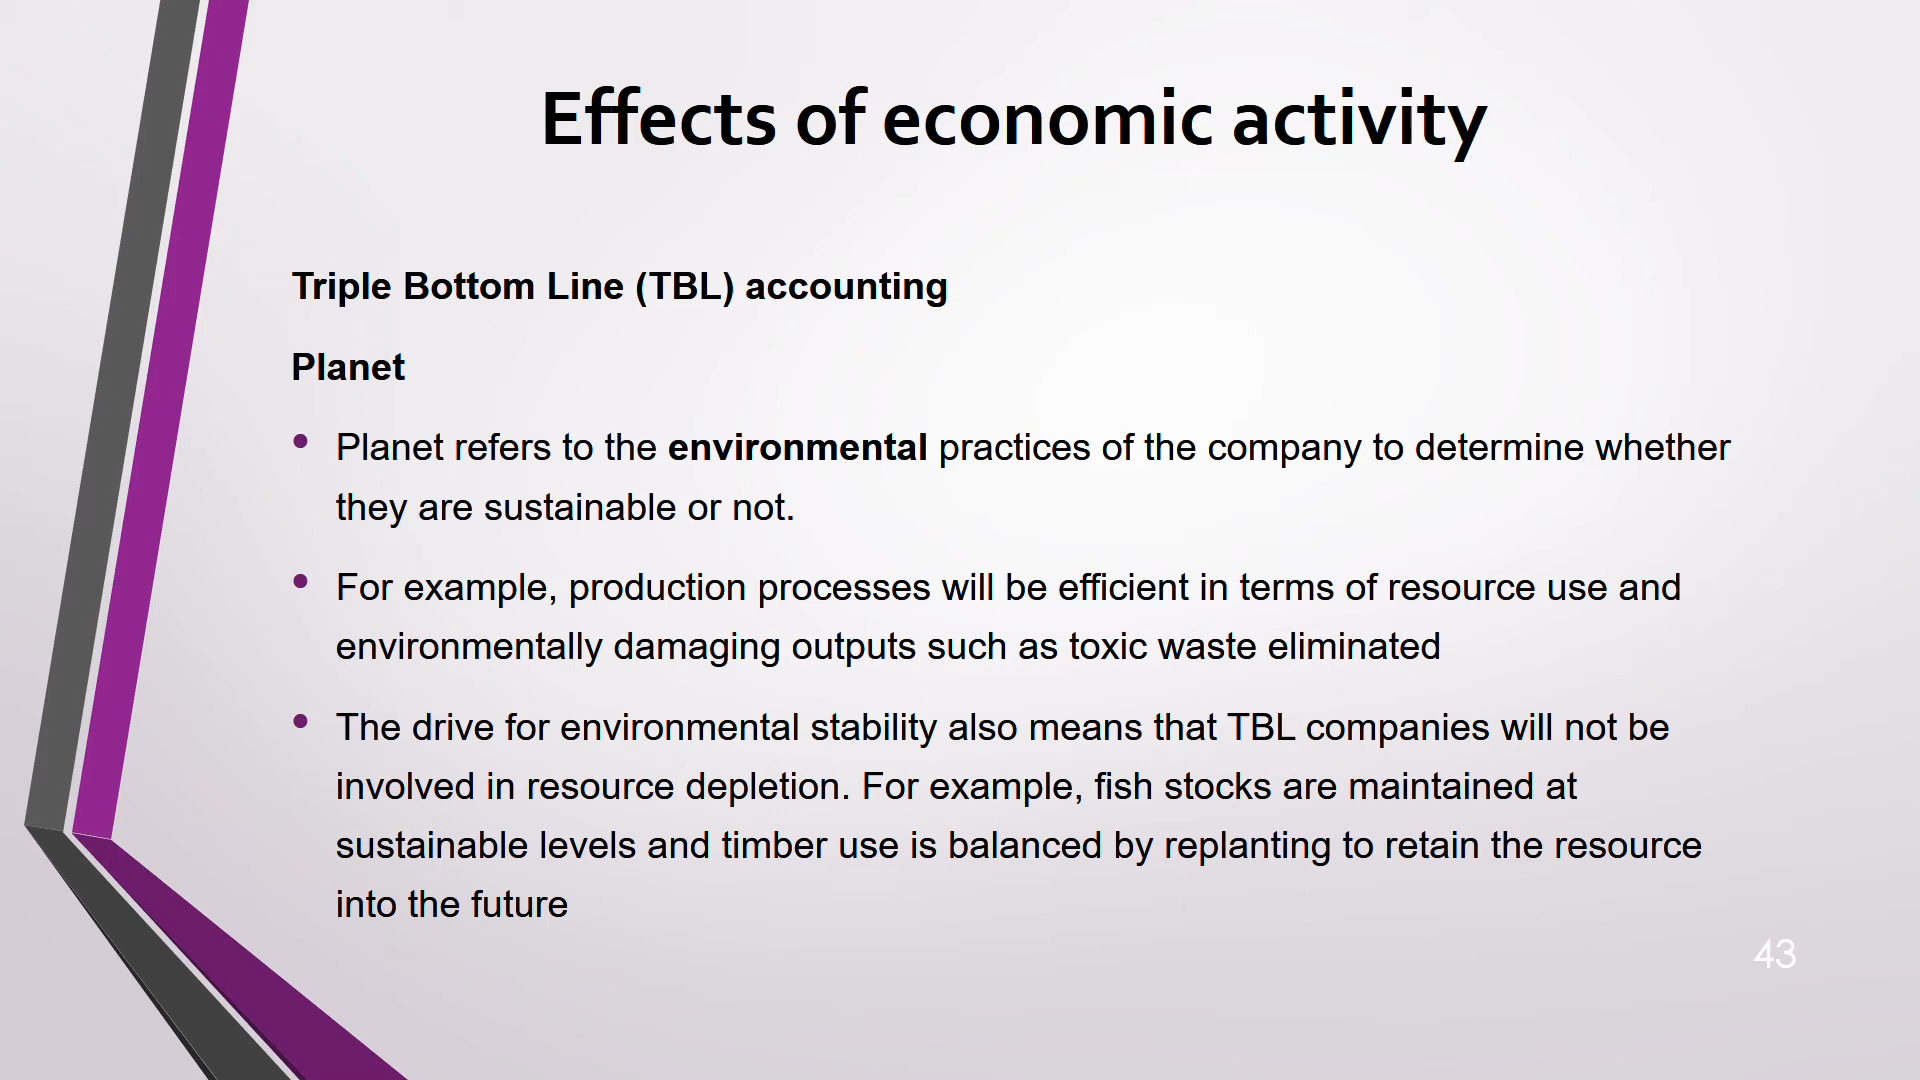 Effects of economic activity
Triple Bottom Line (TBL) accounting
Planet
• Planet refers to the environmental practices of the company to determine whether
they are sustainable or not.
• For example, production processes will be efficient in terms of resource use and
environmentally damaging outputs such as toxic waste eliminated
• The drive for environmental stability also means that TBL companies will not be
involved in resource depletion. For example, fish stocks are maintained at
sustainable levels and timber use is balanced by replanting to retain the resource
into the future
43